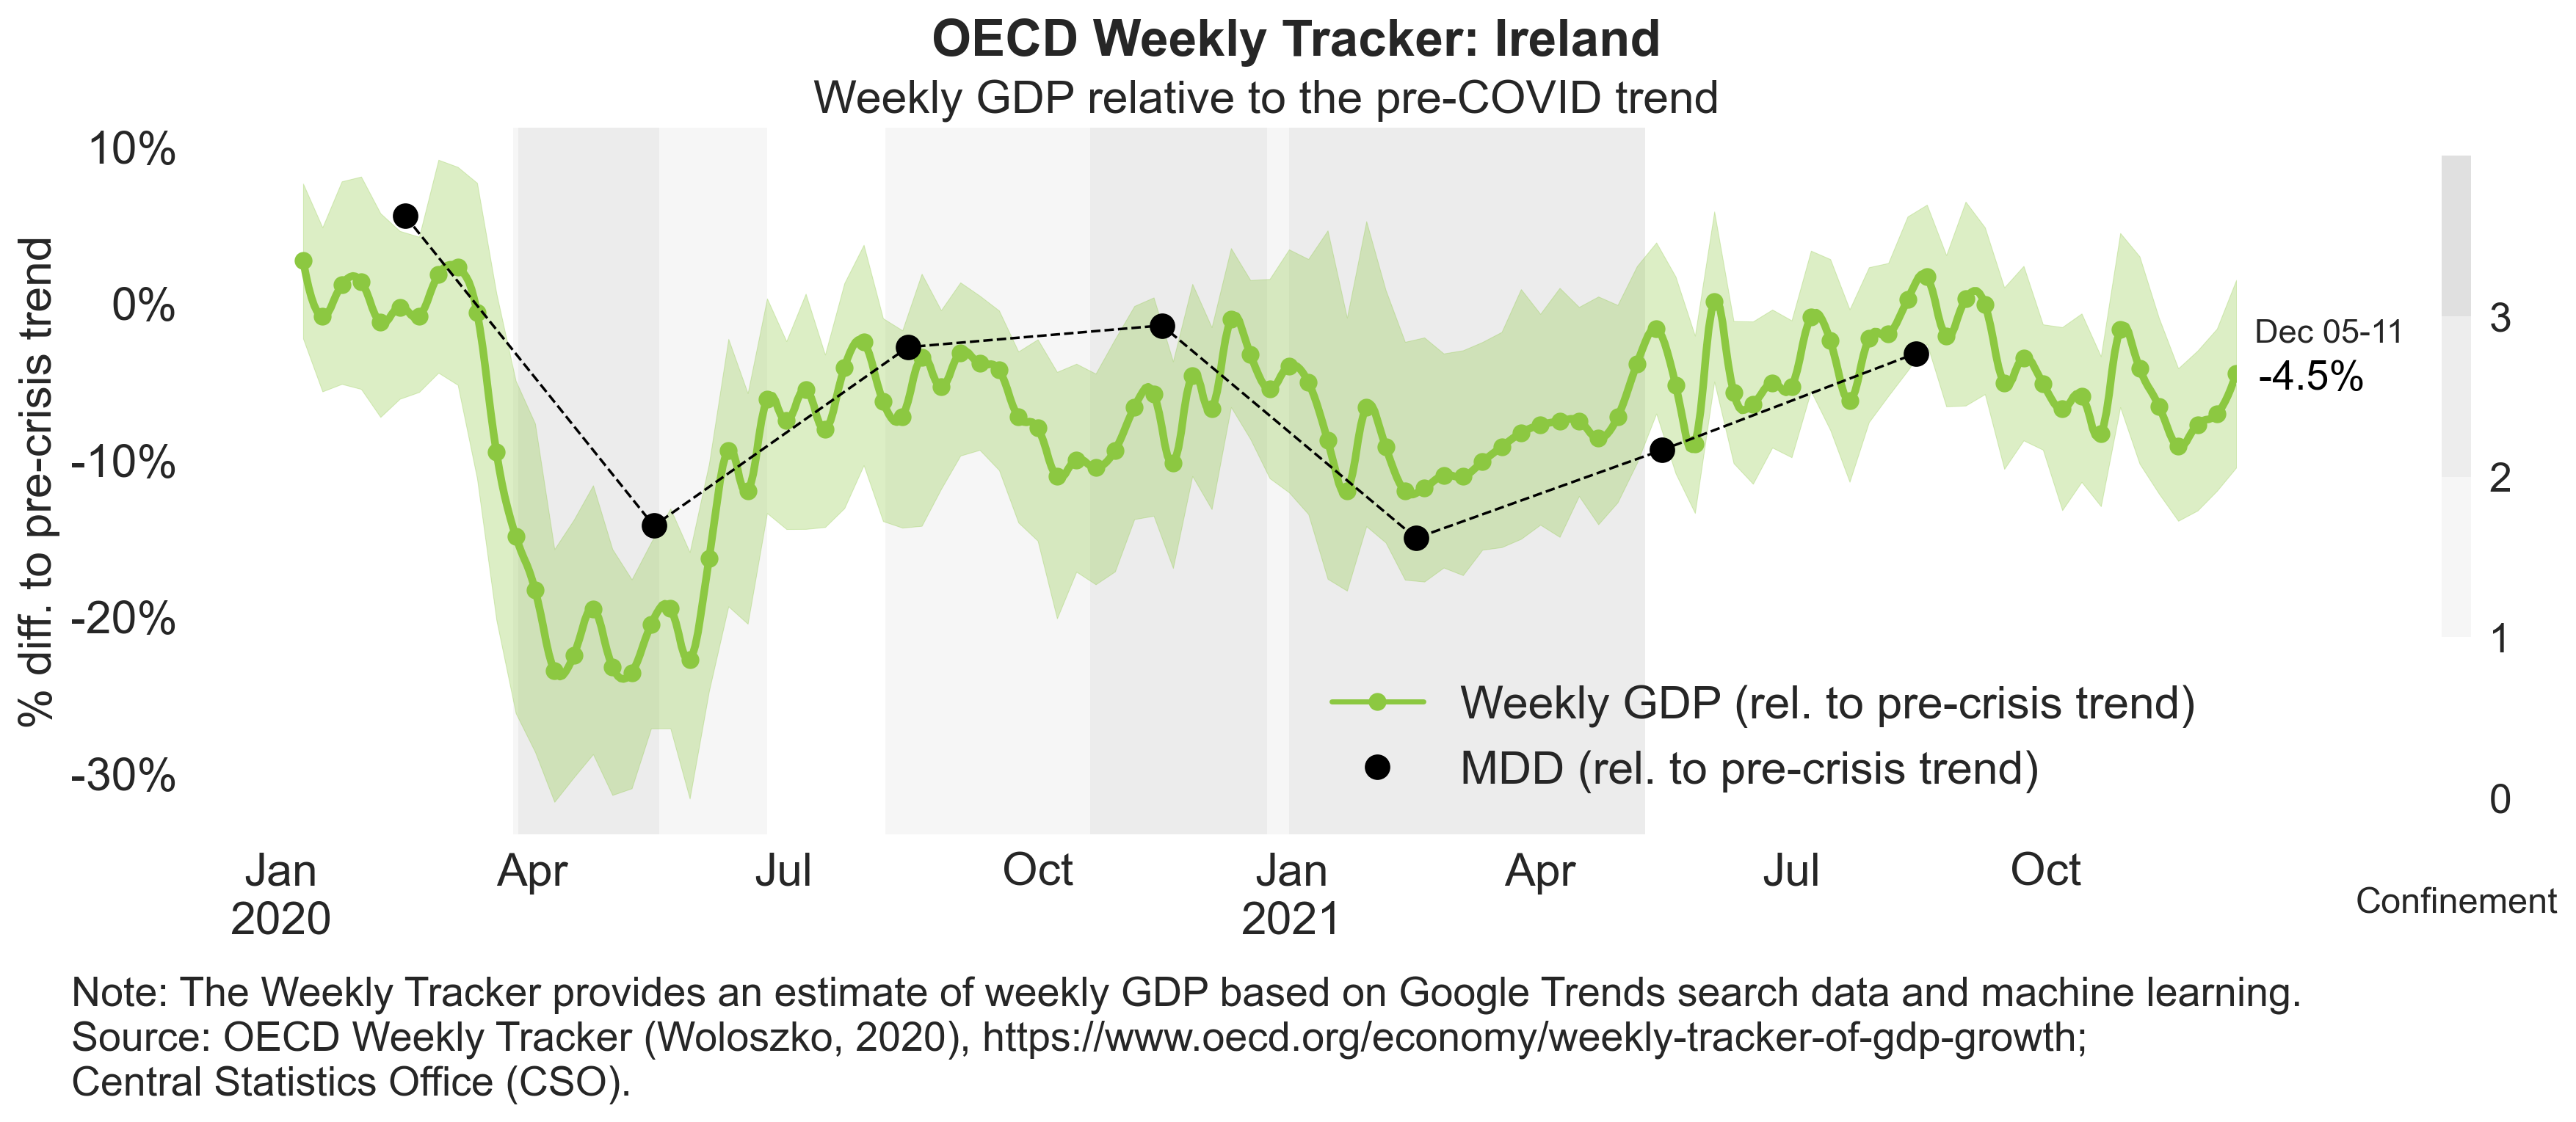 OECD Weekly Tracker: Ireland
Weekly GDP relative to the pre-COVID trend
% diff. to pre-crisis trend
10%
0%
-10%
-20%
-30%
Dec 05-11
-4.5%
3
2
1
0
Confinement
Weekly GDP (rel. to pre-crisis trend)
MDD (rel. to pre-crisis trend)
Jan Apr Jul Oct Jan Apr Jul Oct
2020 2021
Note: The Weekly Tracker provides an estimate of weekly GDP based on Google Trends search data and machine learning.
Source: OECD Weekly Tracker (Woloszko, 2020), https://www.oecd.org/economy/weekly-tracker-of-gdp-growth;
Central Statistics Office (CSO).